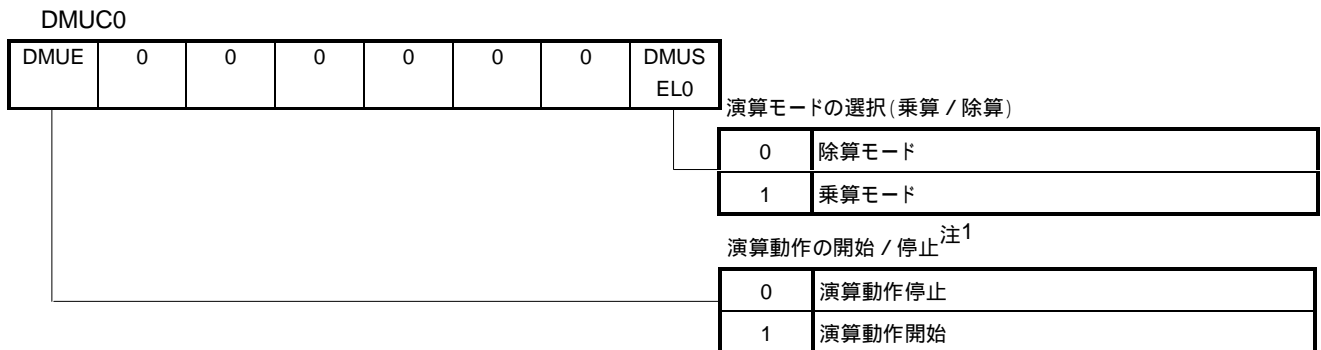 DMUC0
DMUE 0 0 0 0 0 0 DMUS
EL0
演算モードの選択(乗算／除算)
0 除算モード
1 乗算モード
演算動作の開始／停止注1
0 演算動作停止
1 演算動作開始